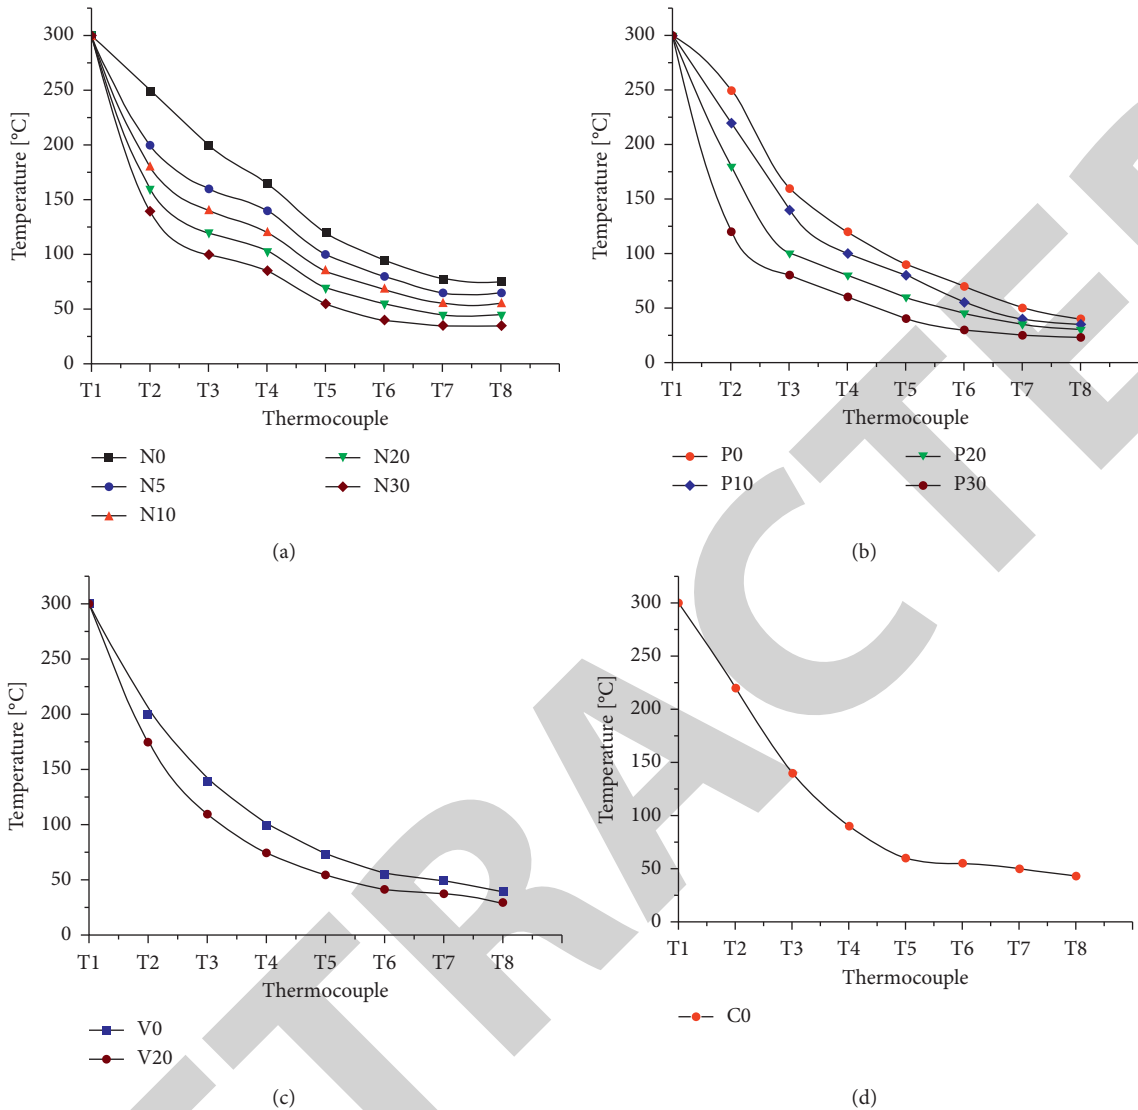 300
250
200
150
100
50
0
Temperature [°C]
T1 T2 T3 T4 T5 T6 T7 T8
Thermocouple
N0
N5
N10
N20
N30
(a)
300
250
200
150
100
50
0
Temperature [°C]
T1 T2 T3 T4 T5 T6 T7 T8
Thermocouple
P0
P10
P20
P30
(b)
300
250
200
150
100
50
0
Temperature [°C]
T1 T2 T3 T4 T5 T6 T7 T8
Thermocouple
V0
V20
(c)
300
250
200
150
100
50
0
Temperature [°C]
T1 T2 T3 T4 T5 T6 T7 T8
Thermocouple
C0
(d)
TRACTE